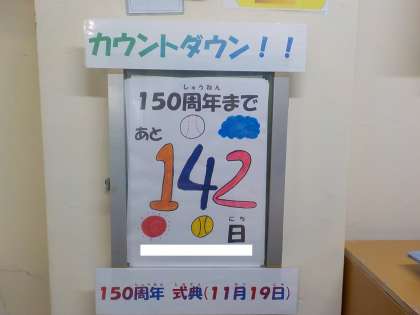 カウントダウン！！
しゅうねん
150周年まで
あと
142
にち
日
150周年 式典(11月19日)